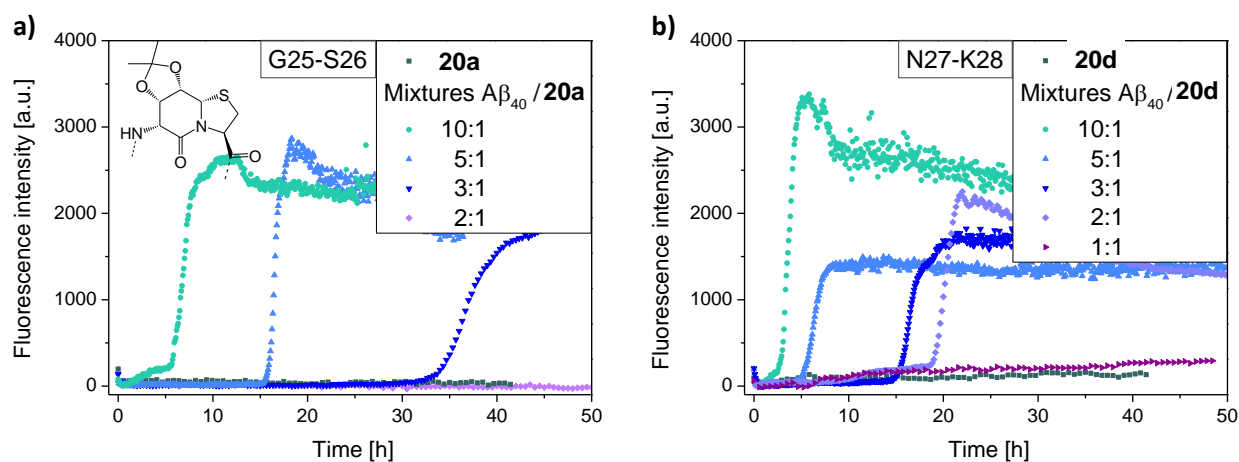 a)
G25-S26
20a
Mixtures Aβ40 / 20a
10:1
5:1
3:1
2:1
Fluorescence intensity [a.u.]
4000
3000
2000
1000
0
0 10 20 30 40 50
Time [h]
O
O
S
HN
N
O
O
b)
N27-K28
20d
Mixtures Aβ40 / 20d
10:1
5:1
3:1
2:1
1:1
Fluorescence intensity [a.u.]
4000
3000
2000
1000
0
0 10 20 30 40 50
Time [h]